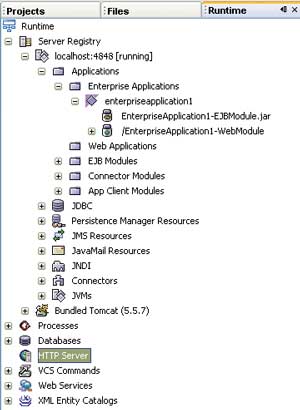 Projects Files Runtime
Runtime
Server Registry
localhost:4848 [running]
Applications
Enterprise Applications
enterpriseapplication1
EnterpriseApplication1-EJBModule.jar
/EnterpriseApplication1-WebModule
Web Applications
EJB Modules
Connector Modules
App Client Modules
JDBC
Persistence Manager Resources
JMS Resources
JavaMail Resources
JNDI
Connectors
JVMs
Bundled Tomcat (5.5.7)
Processes
Databases
HTTP Server
VCS Commands
Web Services
XML Entity Catalogs